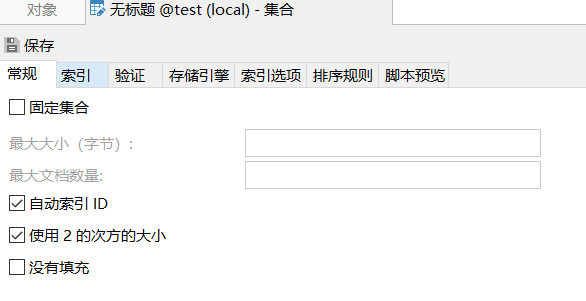 对象 无标题 @test (local) - 集合
保存
常规 索引 验证 存储引擎 索引选项 排序规则 脚本预览
固定集合
最大大小（字节）:
最大文档数量:
自动索引 ID
使用 2 的次方的大小
没有填充